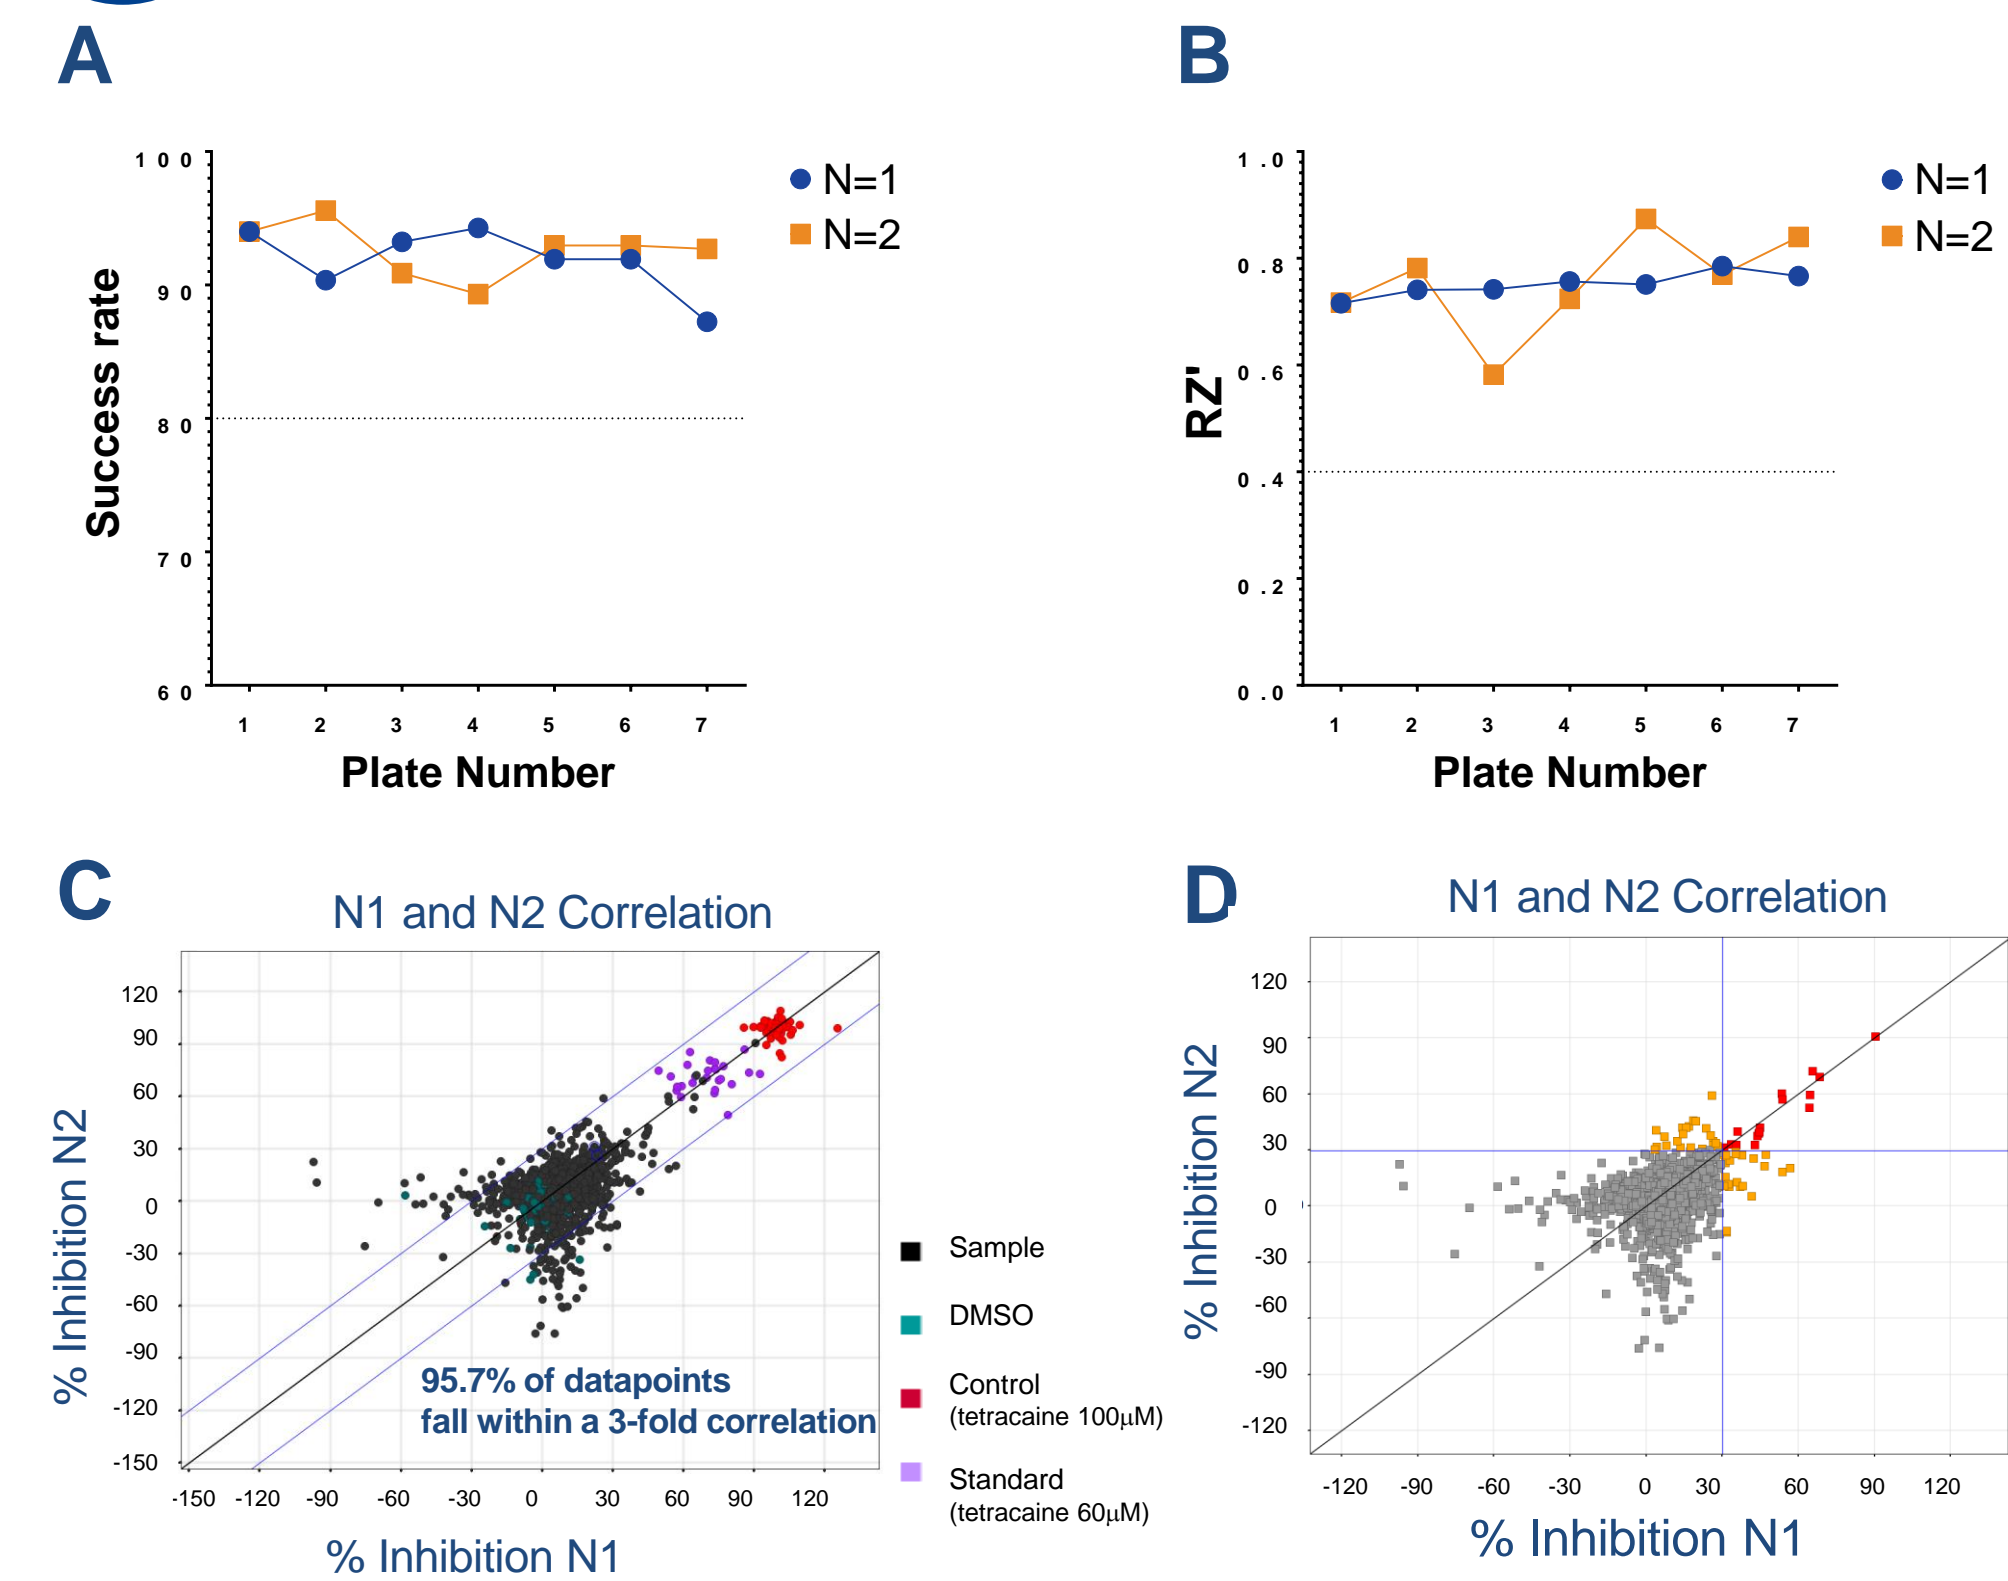 A
B
100
90
80
70
60
Success rate
1 2 3 4 5 6 7
Plate Number
N=1
N=2
1.0
0.8
0.6
0.4
0.2
0.0
RZ'
1 2 3 4 5 6 7
Plate Number
N=1
N=2
C
N1 and N2 Correlation
120
90
60
30
0
-30
-60
-90
-120
-150
% Inhibition N2
95.7% of datapoints
fall within a 3-fold correlation
-150 -120 -90 -60 -30 0 30 60 90 120
% Inhibition N1
Sample
DMSO
Control
(tetracaine 100µM)
Standard
(tetracaine 60µM)
D
N1 and N2 Correlation
120
90
60
30
0
-30
-60
-90
-120
% Inhibition N2
-120 -90 -60 -30 0 30 60 90 120
% Inhibition N1